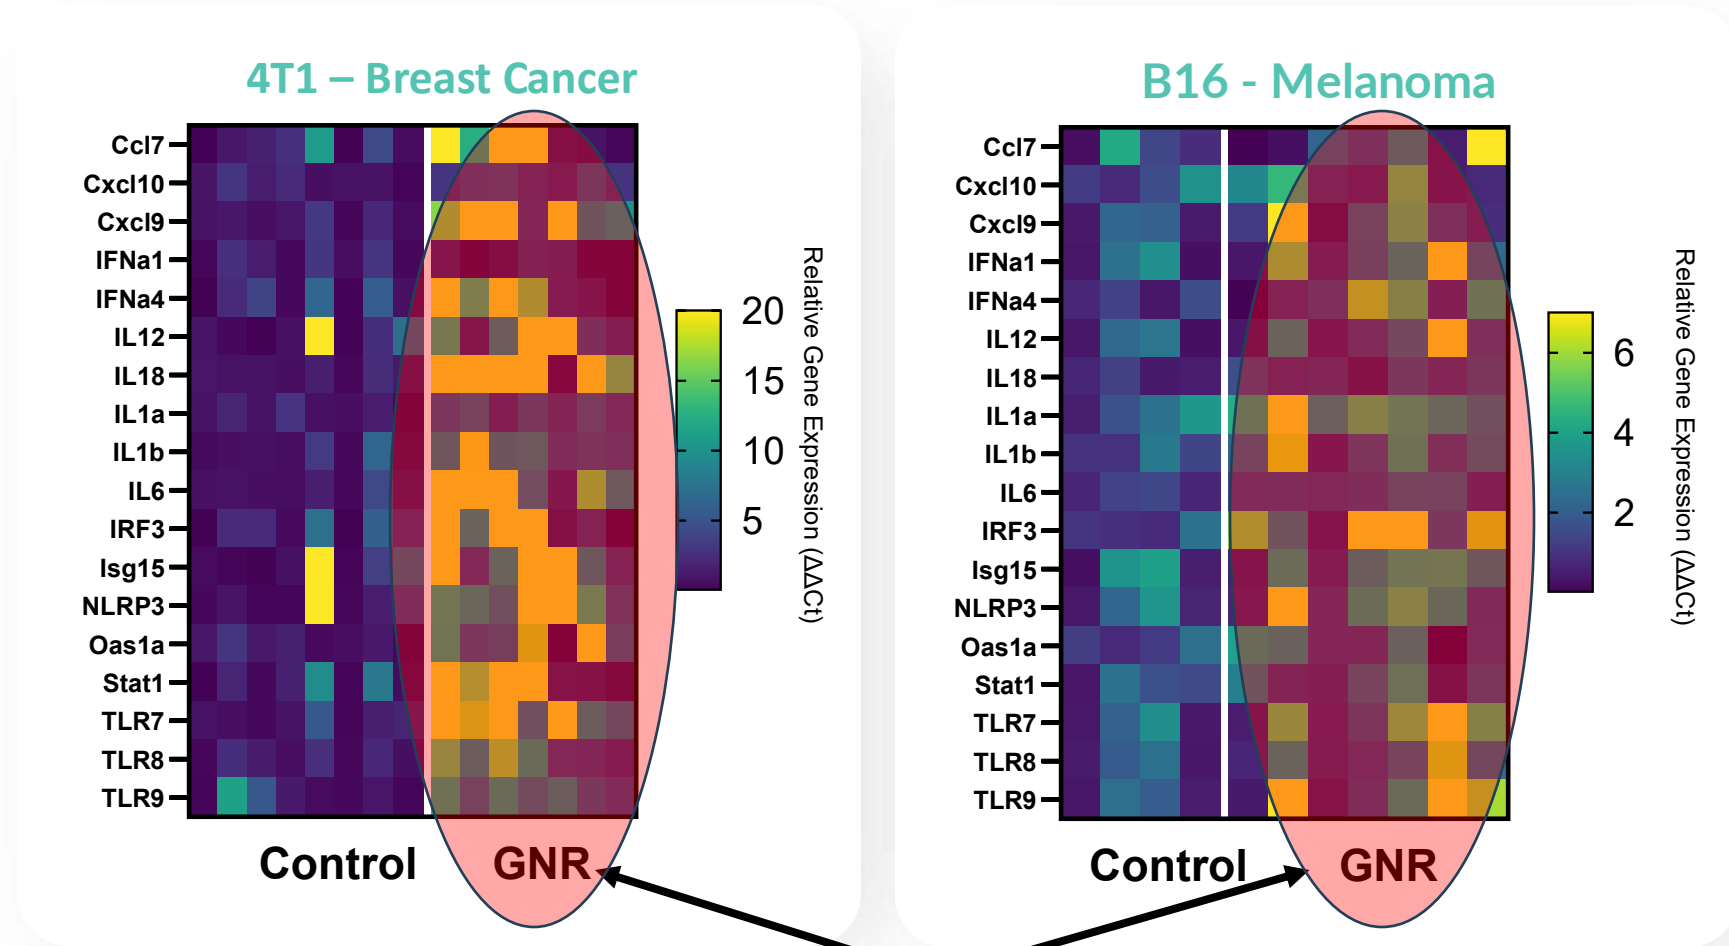 4T1 – Breast Cancer
Ccl7
Cxcl10
Cxcl9
IFNa1
IFNa4
IL12
IL18
IL1a
IL1b
IL6
IRF3
Isg15
NLRP3
Oas1a
Stat1
TLR7
TLR8
TLR9
Control
GNR
20
15
10
5
Relative Gene Expression (ΔΔCt)
B16 - Melanoma
Ccl7
Cxcl10
Cxcl9
IFNa1
IFNa4
IL12
IL18
IL1a
IL1b
IL6
IRF3
Isg15
NLRP3
Oas1a
Stat1
TLR7
TLR8
TLR9
Control
GNR
6
4
2
Relative Gene Expression (ΔΔCt)